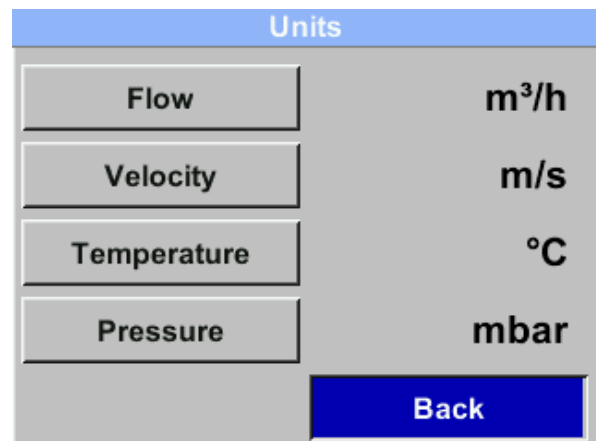 Units
Flow m³/h
Velocity m/s
Temperature °C
Pressure mbar
Back